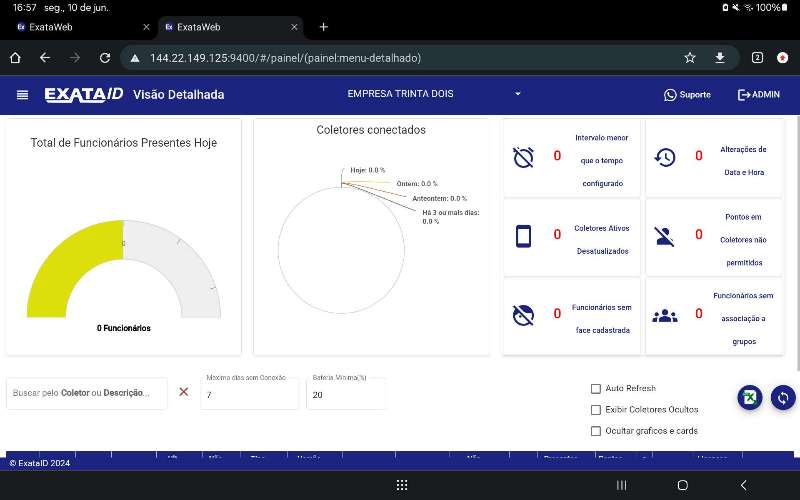 16:57 seg., 10 de jun. 100%
Ex ExataWeb
Ex ExataWeb
144.22.149.125:9400/#/painel/(painel:menu-detalhado)
2
EXATAID Visão Detalhada
EMPRESA TRINTA DOIS
Suporte
ADMIN
Total de Funcionários Presentes Hoje
0
0 Funcionários
Coletores conectados
Hoje: 0.0 %
Ontem: 0.0 %
Anteontem: 0.0 %
Há 3 ou mais dias:
0.0 %
0
Intervelo menor
que o tempo
configurado
0
Alterações de
Data e Hora
0
Coletores Ativos
Desatualizados
0
Pontos em
Coletores não
permitidos
0
Funcionários sem
face cadastrada
0
Funcionários sem
associação a
grupos
Buscar pelo Coletor ou Descrição...
Máximo dias sem Conexão
7
Bateria Mínima(%)
20
Auto Refresh
Exibir Coletores Ocultos
Ocultar graficos e cards
© ExataID 2024